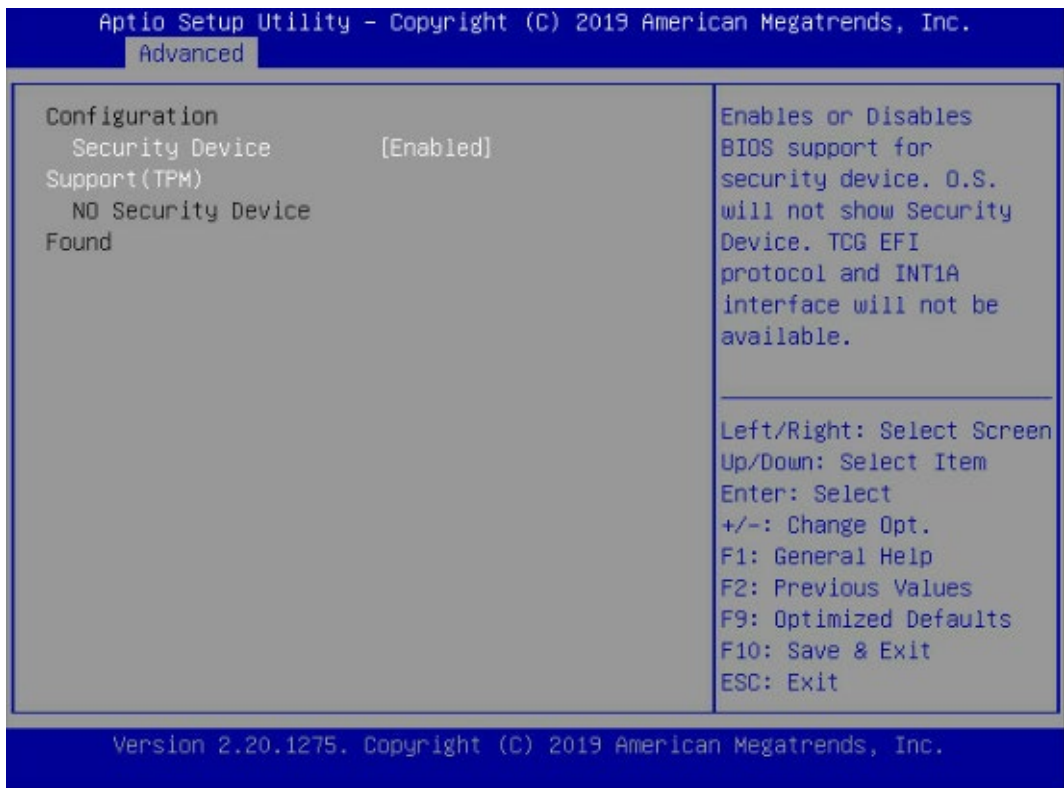 Aptio Setup Utility – Copyright (C) 2019 American Megatrends, Inc.
Advanced
Configuration
Security Device [Enabled]
Support(TPM)
NO Security Device
Found
Enables or Disables
BIOS support for
security device. O.S.
will not show Security
Device. TCG EFI
protocol and INT1A
interface will not be
available.
Left/Right: Select Screen
Up/Down: Select Item
Enter: Select
+/-: Change Opt.
F1: General Help
F2: Previous Values
F9: Optimized Defaults
F10: Save & Exit
ESC: Exit
Version 2.20.1275. Copyright (C) 2019 American Megatrends, Inc.